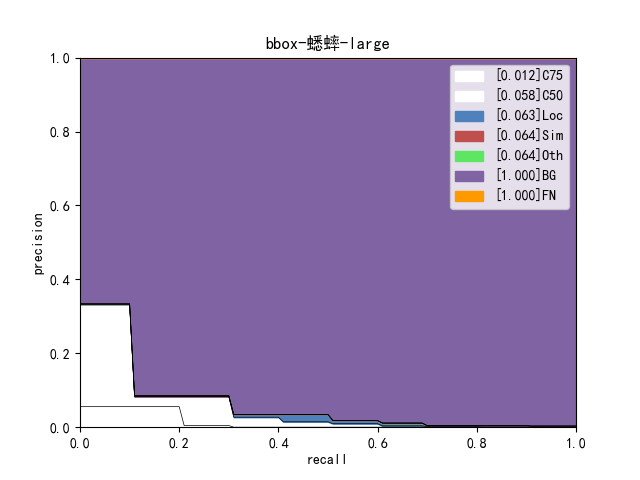 bbox-蟋蟀-large
1.0
0.8
0.6
0.4
0.2
0.0
precision
[0.012]C75
[0.058]C50
[0.063]Loc
[0.064]Sim
[0.064]Oth
[1.000]BG
[1.000]FN
0.0 0.2 0.4 0.6 0.8 1.0
recall